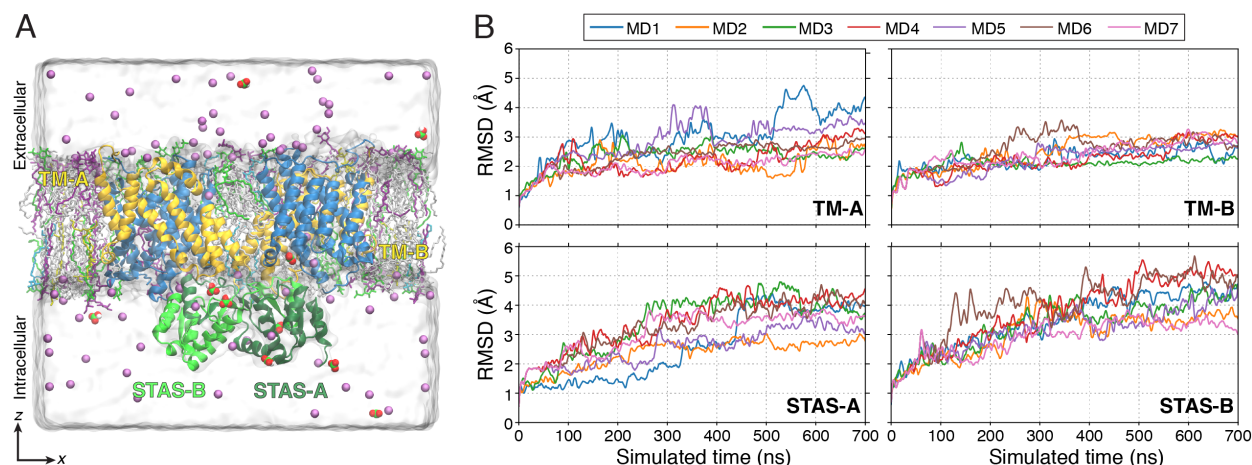 A
B
MD1 MD2 MD3 MD4 MD5 MD6 MD7
Extracellular
Intracellular
TM-A
TM-B
STAS-B
STAS-A
z
x
RMSD (Å)
6
5
4
3
2
1
0
TM-A
TM-B
RMSD (Å)
6
5
4
3
2
1
0
STAS-A
STAS-B
0 100 200 300 400 500 600 700
0 100 200 300 400 500 600 700
Simulated time (ns)
Simulated time (ns)